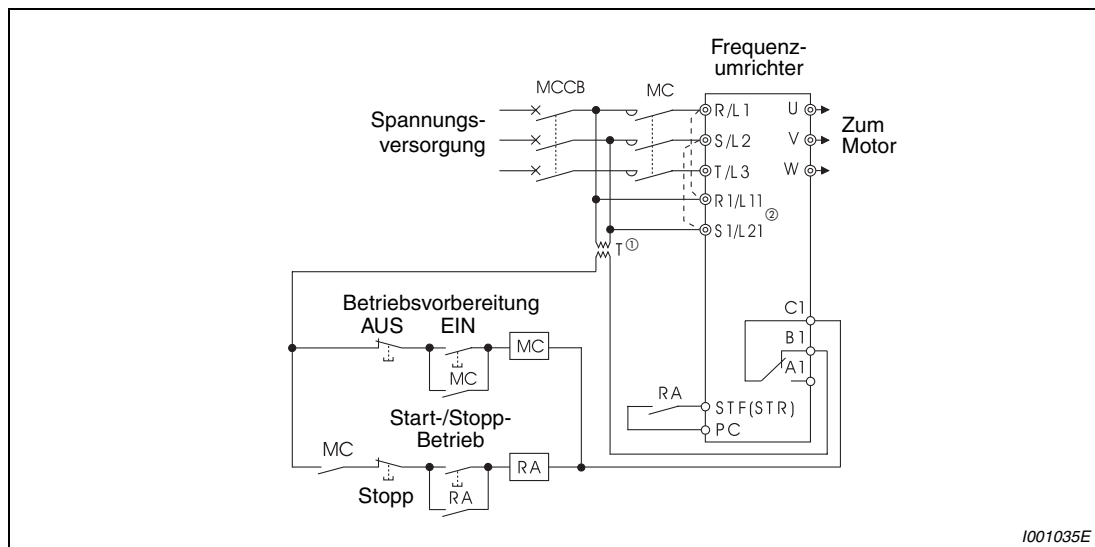 Frequenz-
umrichter
MCCB
MC
R/L1
U
Spannungs-
versorgung
S/L2
V
Zum
Motor
T/L3
W
R1/L11
②
S1/L21
T①
Betriebsvorbereitung
AUS
EIN
MC
MC
C1
B1
A1
RA
STF(STR)
PC
Start-/Stopp-
Betrieb
MC
RA
Stopp
RA
I001035E